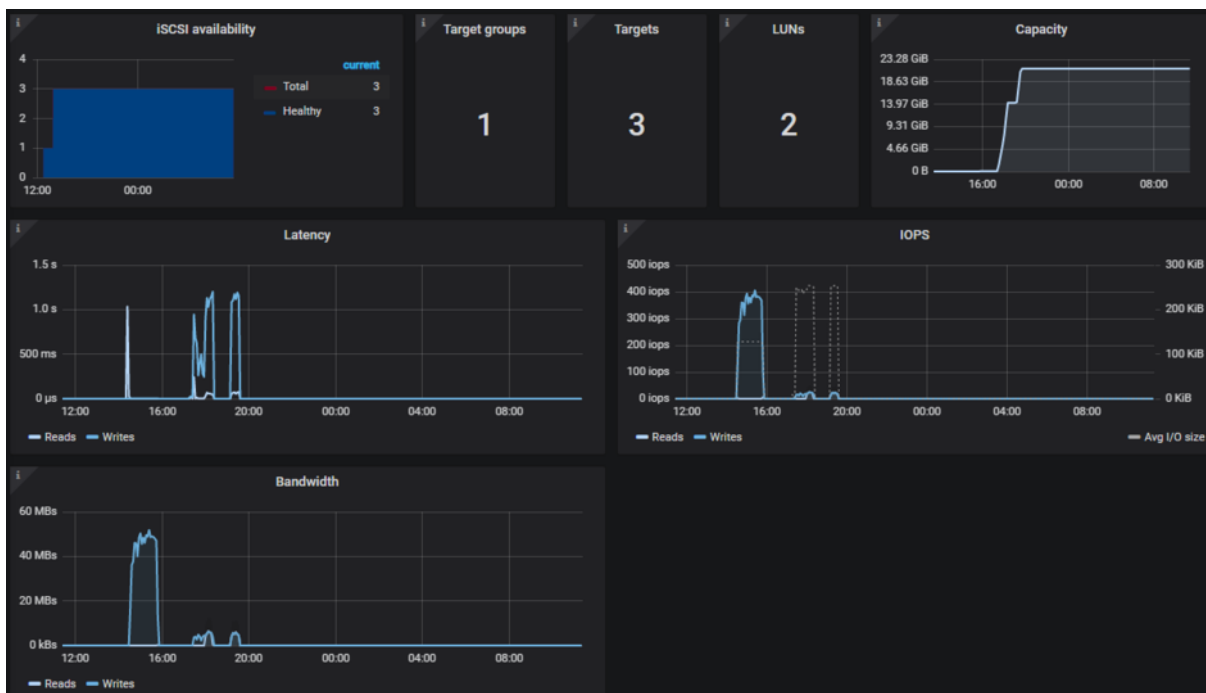 iSCSI availability
4
3
2
1
0
12:00 00:00
current
Total 3
Healthy 3
Target groups
1
Targets
3
LUNs
2
Capacity
23.28 GiB
18.63 GiB
13.97 GiB
9.31 GiB
4.66 GiB
0 B
16:00 00:00 08:00
Latency
1.5 s
1.0 s
500 ms
0 µs
12:00 16:00 20:00 00:00 04:00 08:00
Reads Writes
IOPS
500 iops 300 KiB
400 iops
300 iops 200 KiB
200 iops
100 iops 100 KiB
0 iops 0 KiB
12:00 16:00 20:00 00:00 04:00 08:00
Reads Writes Avg I/O size
Bandwidth
60 MBs
40 MBs
20 MBs
0 kBs
12:00 16:00 20:00 00:00 04:00 08:00
Reads Writes